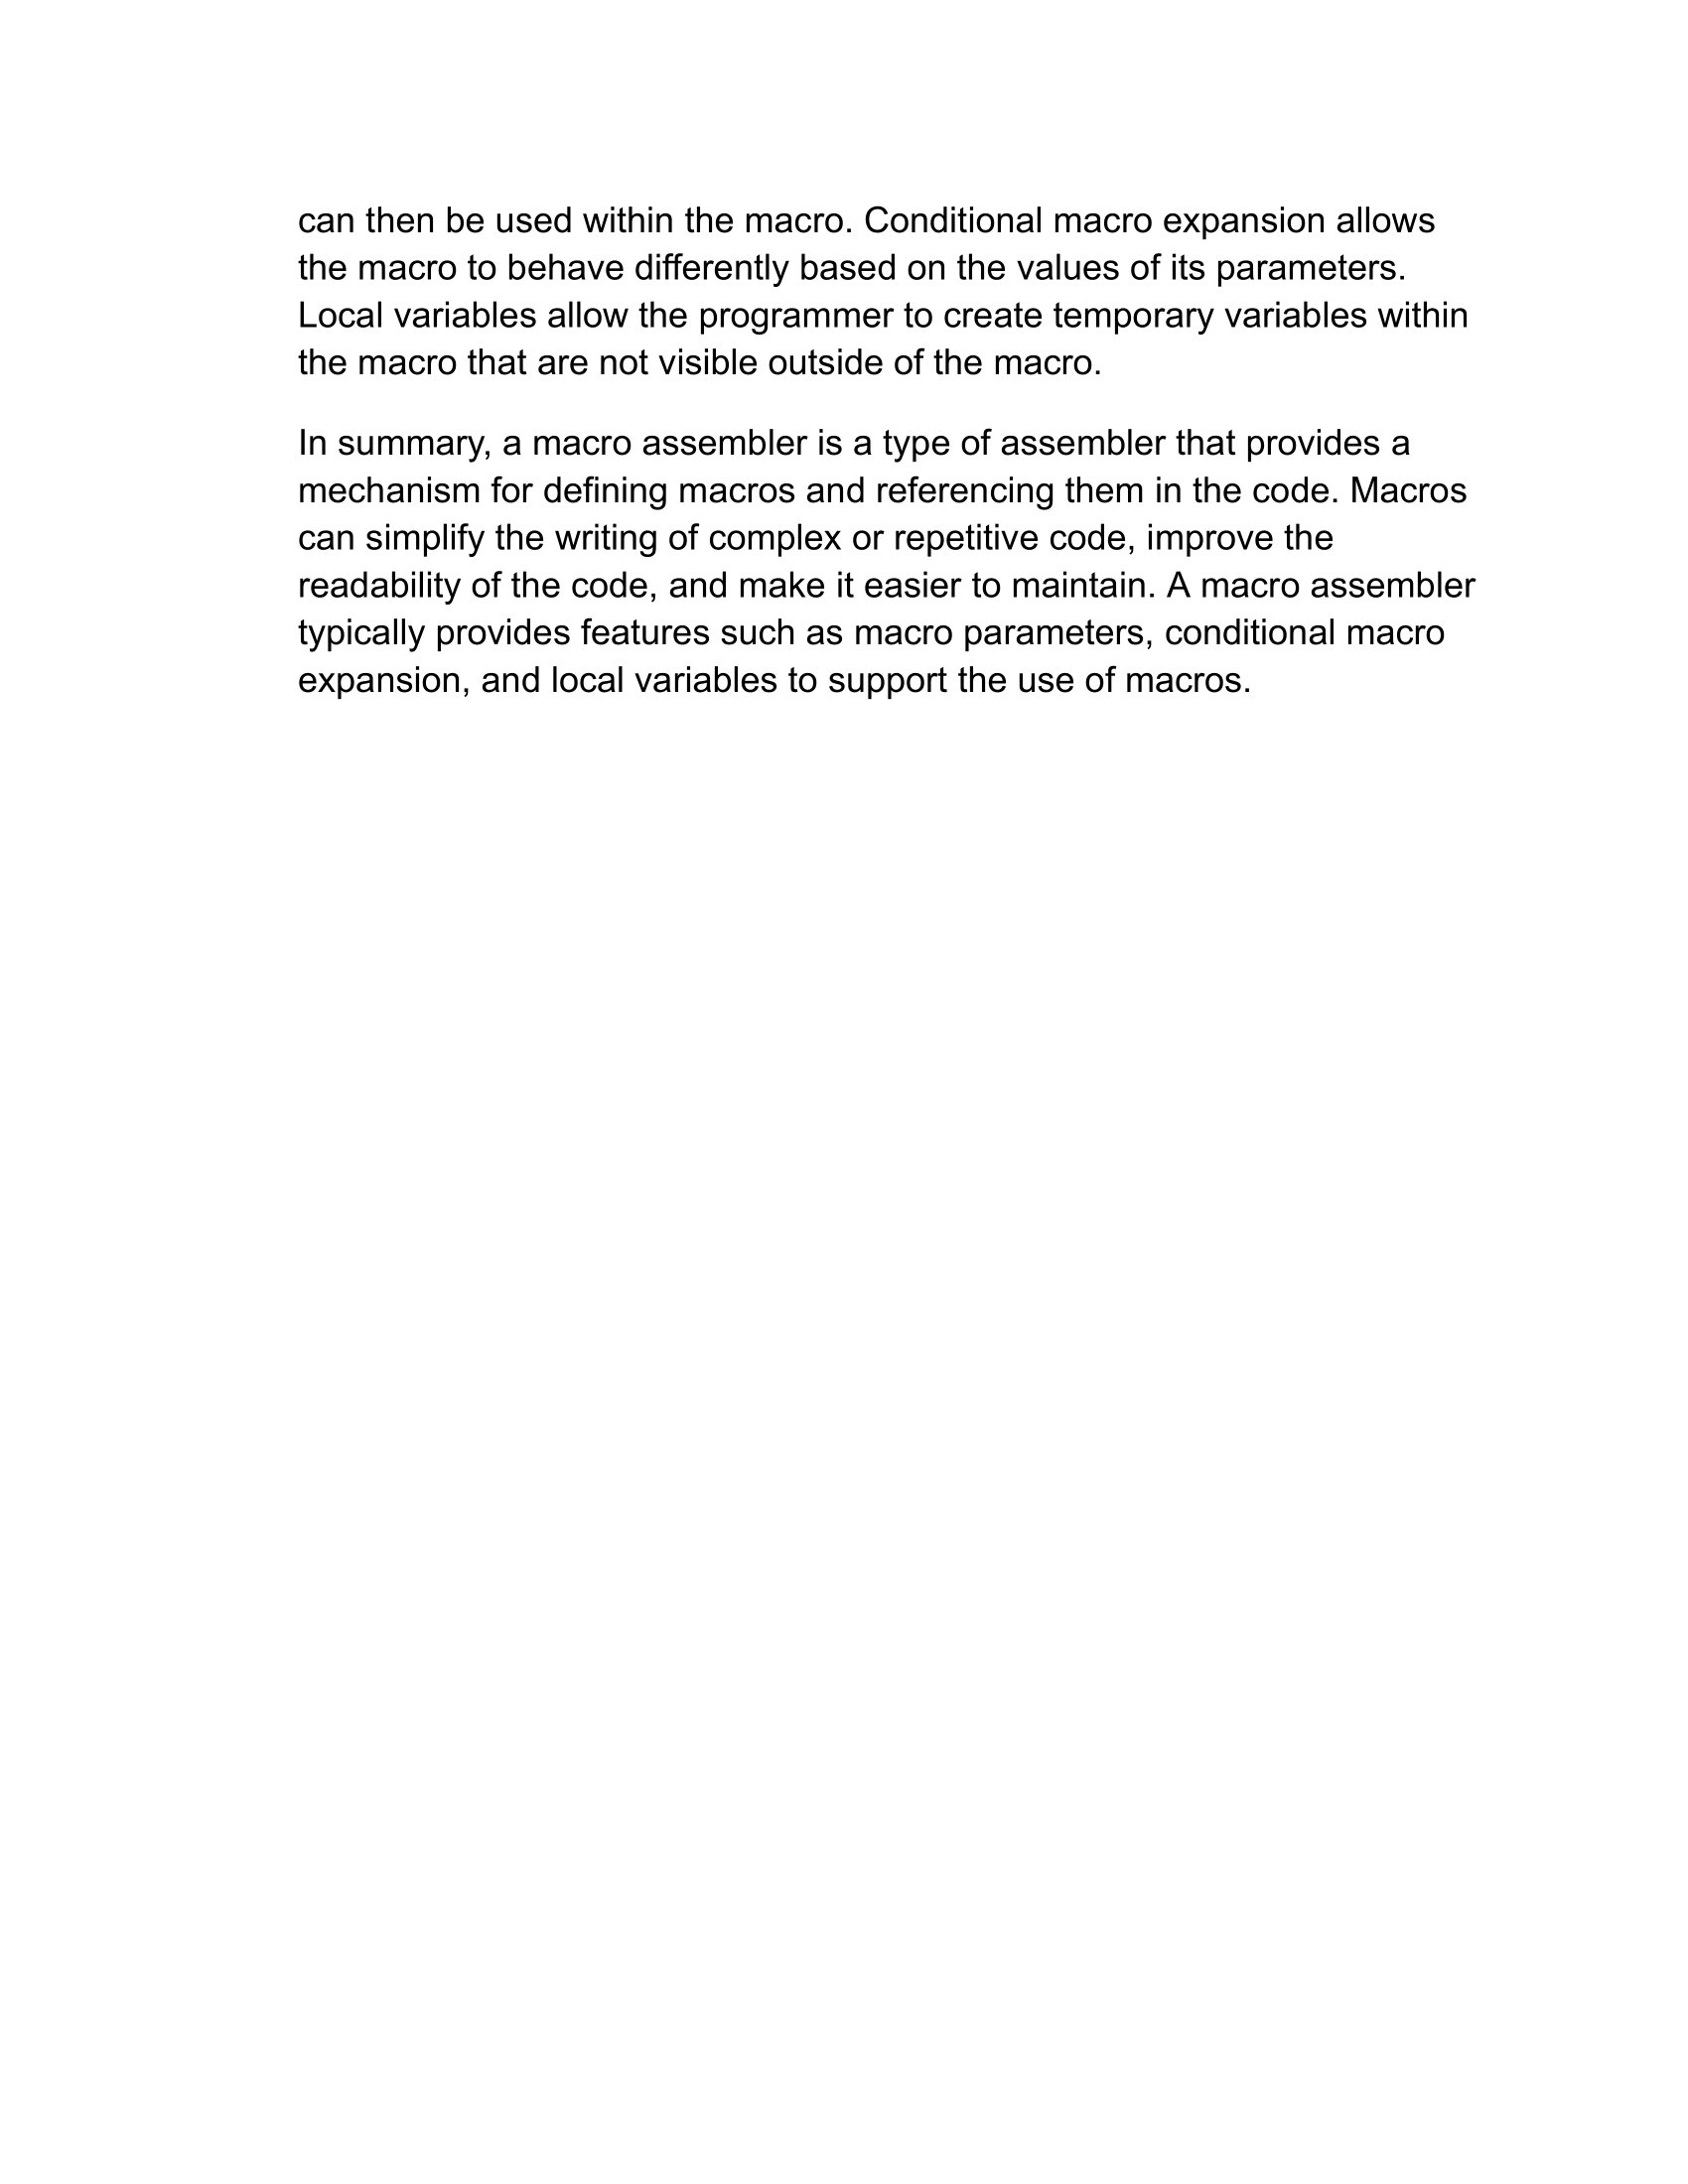 can then be used within the macro. Conditional macro expansion allows
the macro to behave differently based on the values of its parameters.
Local variables allow the programmer to create temporary variables within
the macro that are not visible outside of the macro.
In summary, a macro assembler is a type of assembler that provides a
mechanism for defining macros and referencing them in the code. Macros
can simplify the writing of complex or repetitive code, improve the
readability of the code, and make it easier to maintain. A macro assembler
typically provides features such as macro parameters, conditional macro
expansion, and local variables to support the use of macros.